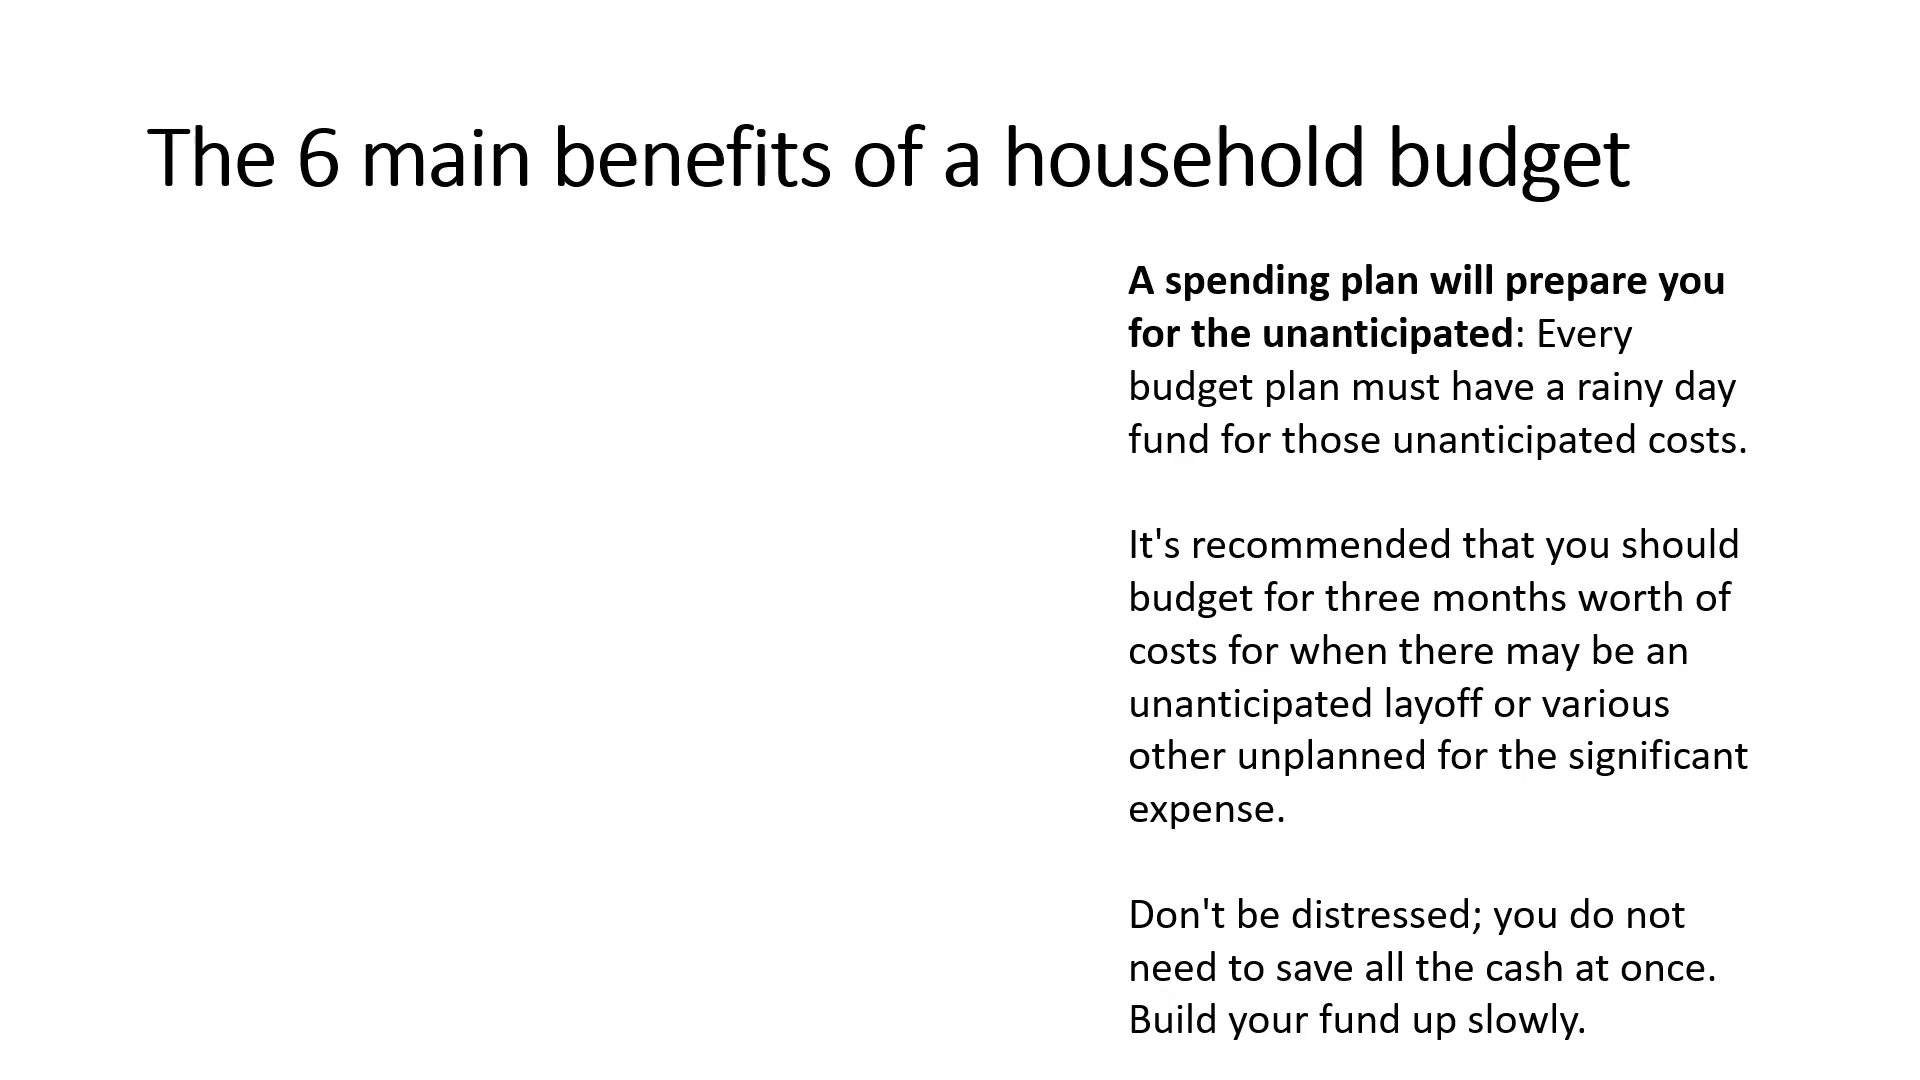 The 6 main benefits of a household budget
A spending plan will prepare you
for the unanticipated: Every
budget plan must have a rainy day
fund for those unanticipated costs.
It's recommended that you should
budget for three months worth of
costs for when there may be an
unanticipated layoff or various
other unplanned for the significant
expense.
Don't be distressed; you do not
need to save all the cash at once.
Build your fund up slowly.